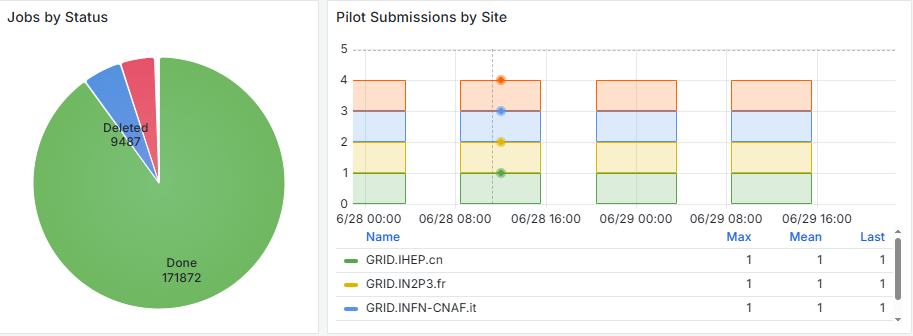 Jobs by Status
Deleted
9487
Done
171872
Pilot Submissions by Site
5
4
3
2
1
0
6/28 00:00 06/28 08:00 06/28 16:00 06/29 00:00 06/29 08:00 06/29 16:00
Name Max Mean Last
GRID.IHEP.cn 1 1 1
GRID.IN2P3.fr 1 1 1
GRID.INFN-CNAF.it 1 1 1